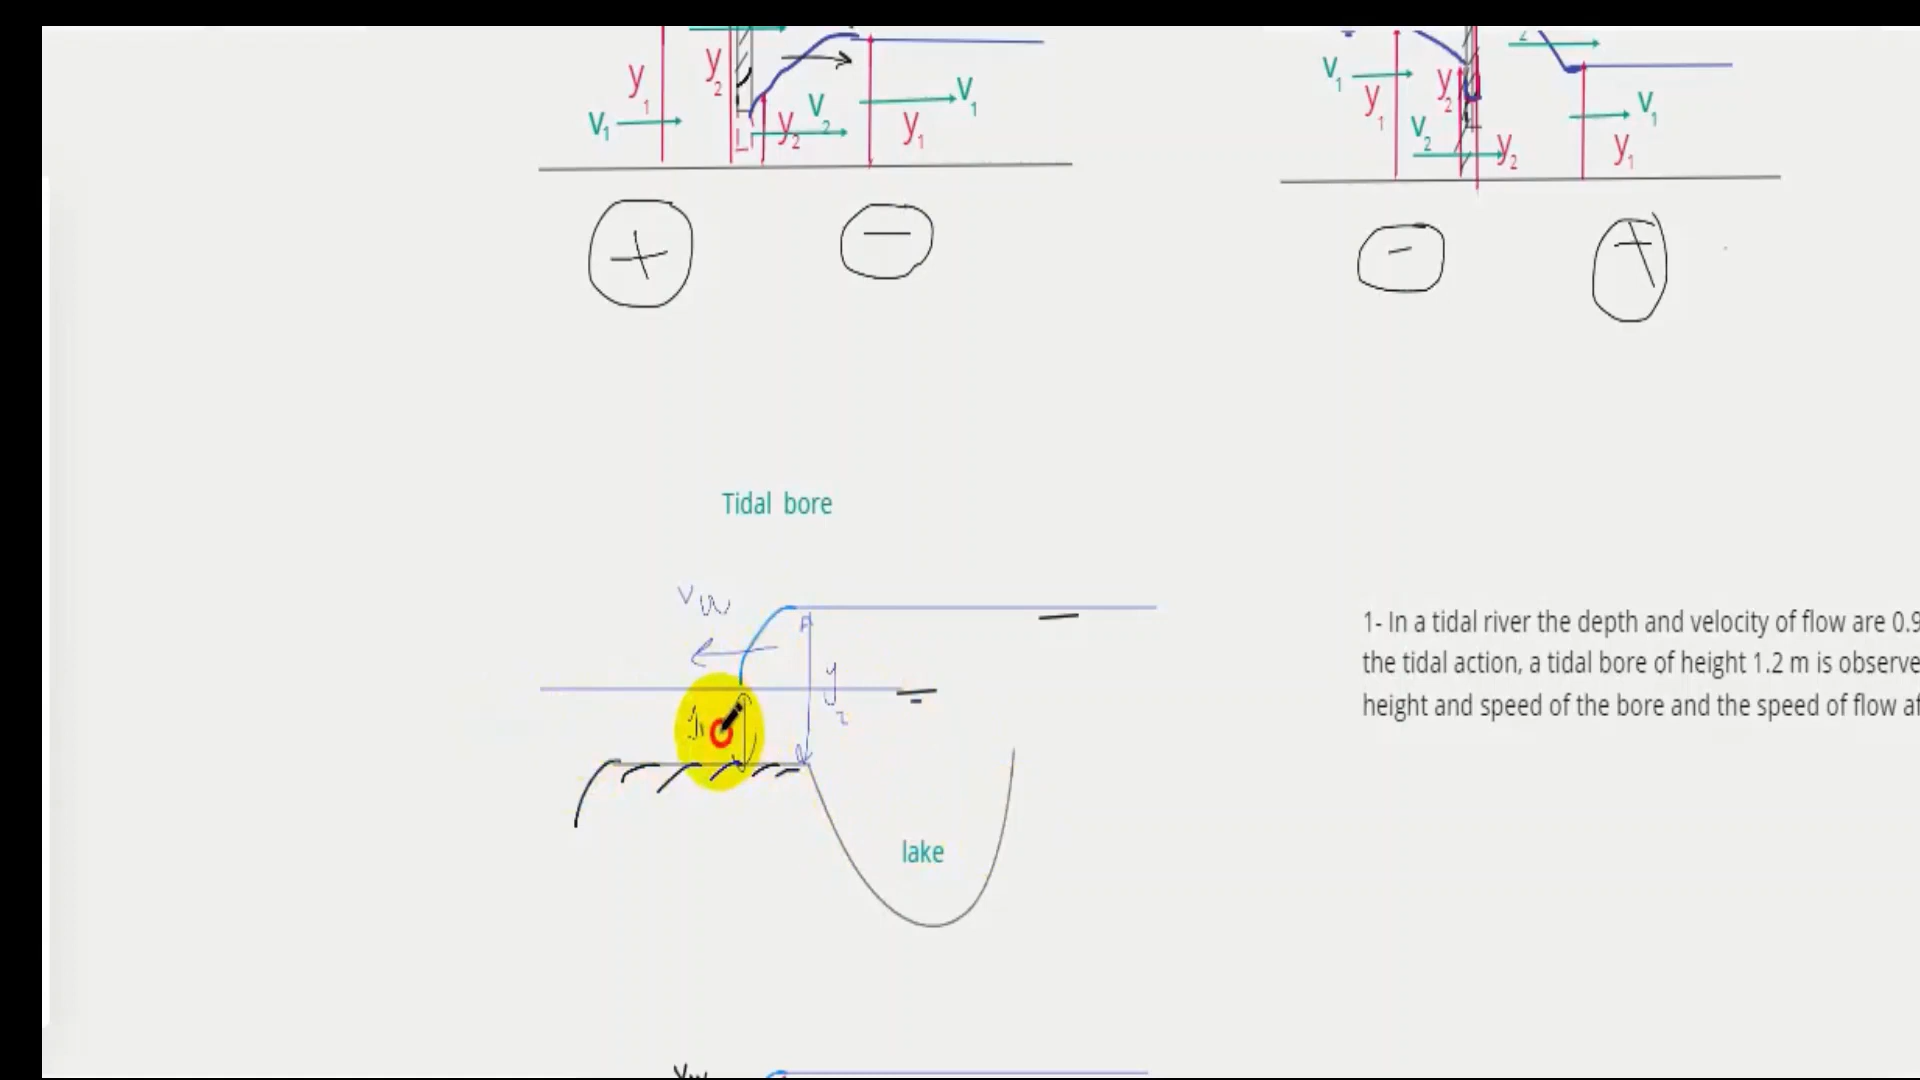 y1
y2
v1
y2
v2
y1
v1
+
−
v1
y1
y2
v2
y2
2
y1
v1
-
+
Tidal bore
vw
y2
lake
1- In a tidal river the depth and velocity of flow are 0.9
the tidal action, a tidal bore of height 1.2 m is observe
height and speed of the bore and the speed of flow